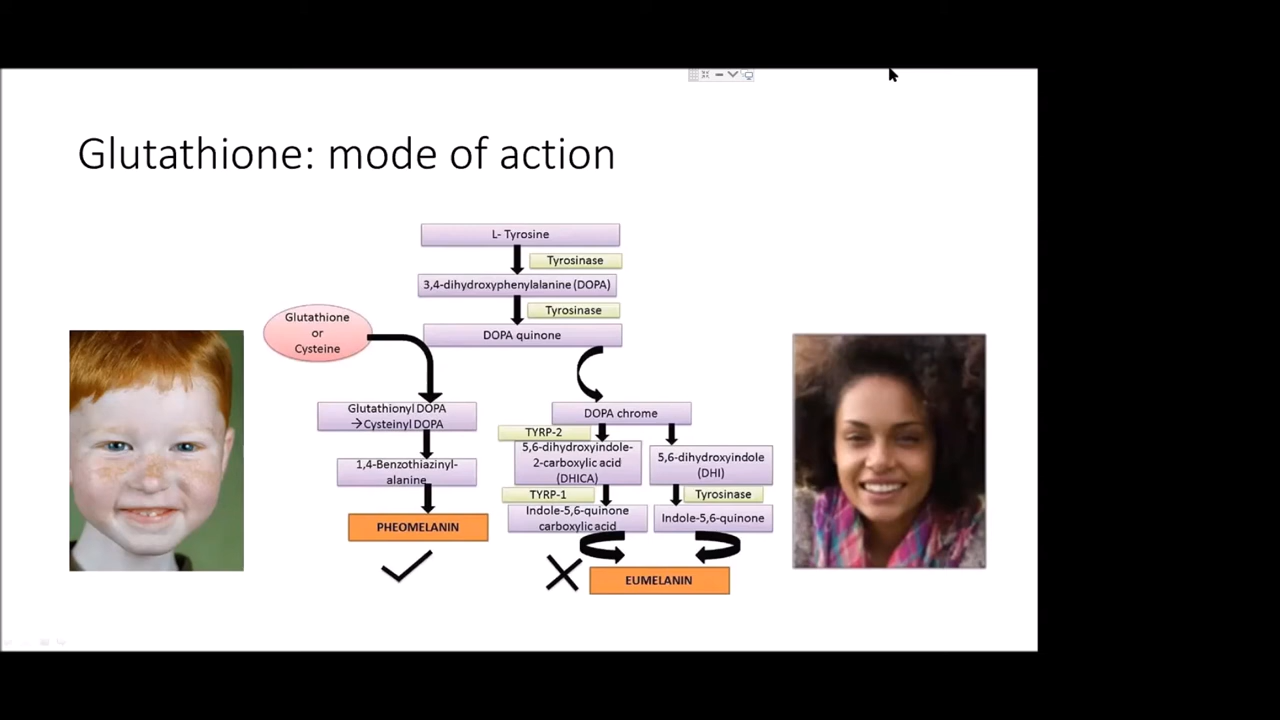 Glutathione: mode of action
L- Tyrosine
Tyrosinase
3,4-dihydroxyphenylalanine (DOPA)
Tyrosinase
Glutathione
or
Cysteine
DOPA quinone
Glutathionyl DOPA
→Cysteinyl DOPA
1,4-Benzothiazinyl-
alanine
PHEOMELANIN
DOPA chrome
TYRP-2
5,6-dihydroxyindole-
2-carboxylic acid
(DHICA)
TYRP-1
Indole-5,6-quinone
carboxylic acid
5,6-dihydroxyindole
(DHI)
Tyrosinase
Indole-5,6-quinone
EUMELANIN